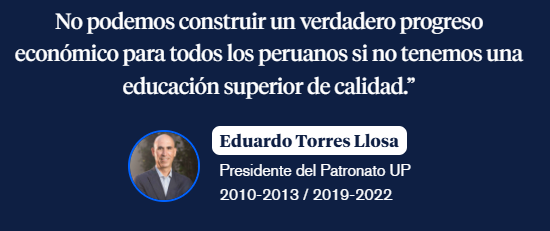 No podemos construir un verdadero progreso
económico para todos los peruanos si no tenemos una
educación superior de calidad.”
Eduardo Torres Llosa
Presidente del Patronato UP
2010-2013 / 2019-2022